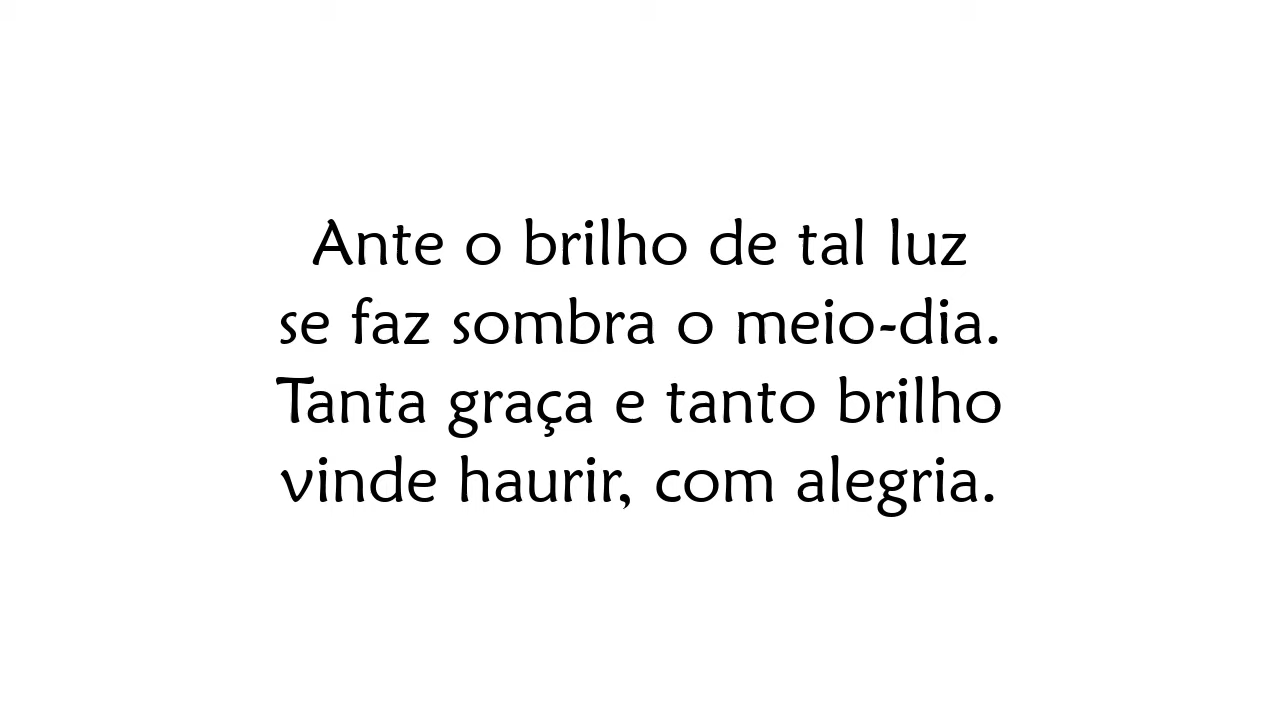 Ante o brilho de tal luz
se faz sombra o meio-dia.
Tanta graça e tanto brilho
vinde haurir, com alegria.